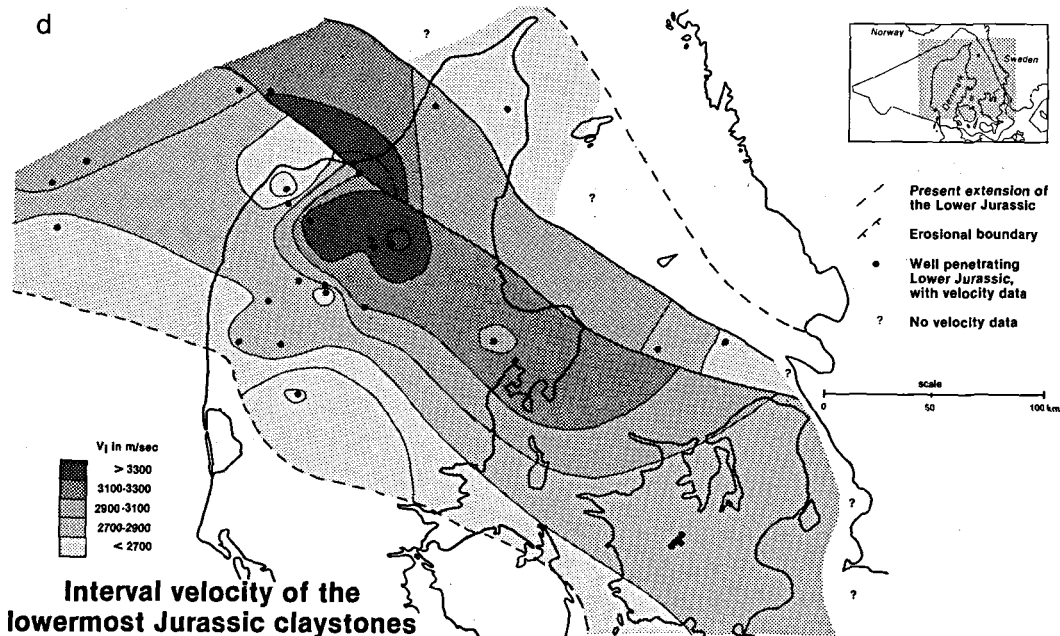 d
?
Norway
Sweden
Present extension of
the Lower Jurassic
Erosional boundary
Well penetrating
Lower Jurassic,
with velocity data
? No velocity data
?
?
scale
0 50 100 km
VI in m/sec
> 3300
3100-3300
2900-3100
2700-2900
< 2700
?
?
Interval velocity of the
lowermost Jurassic claystones